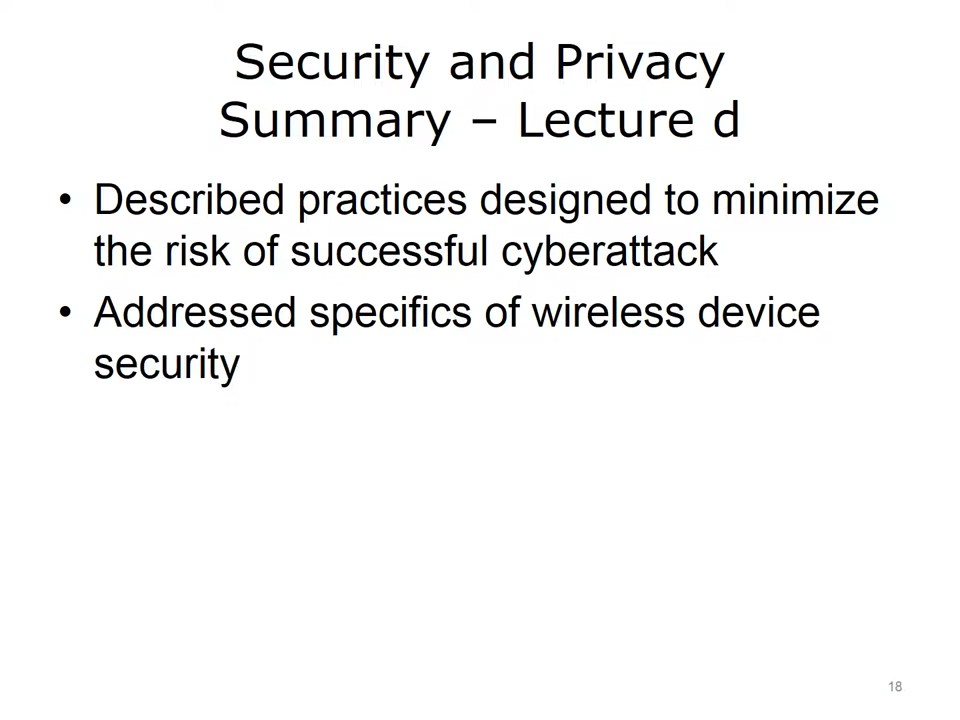 Security and Privacy
Summary – Lecture d
• Described practices designed to minimize
the risk of successful cyberattack
• Addressed specifics of wireless device
security
18